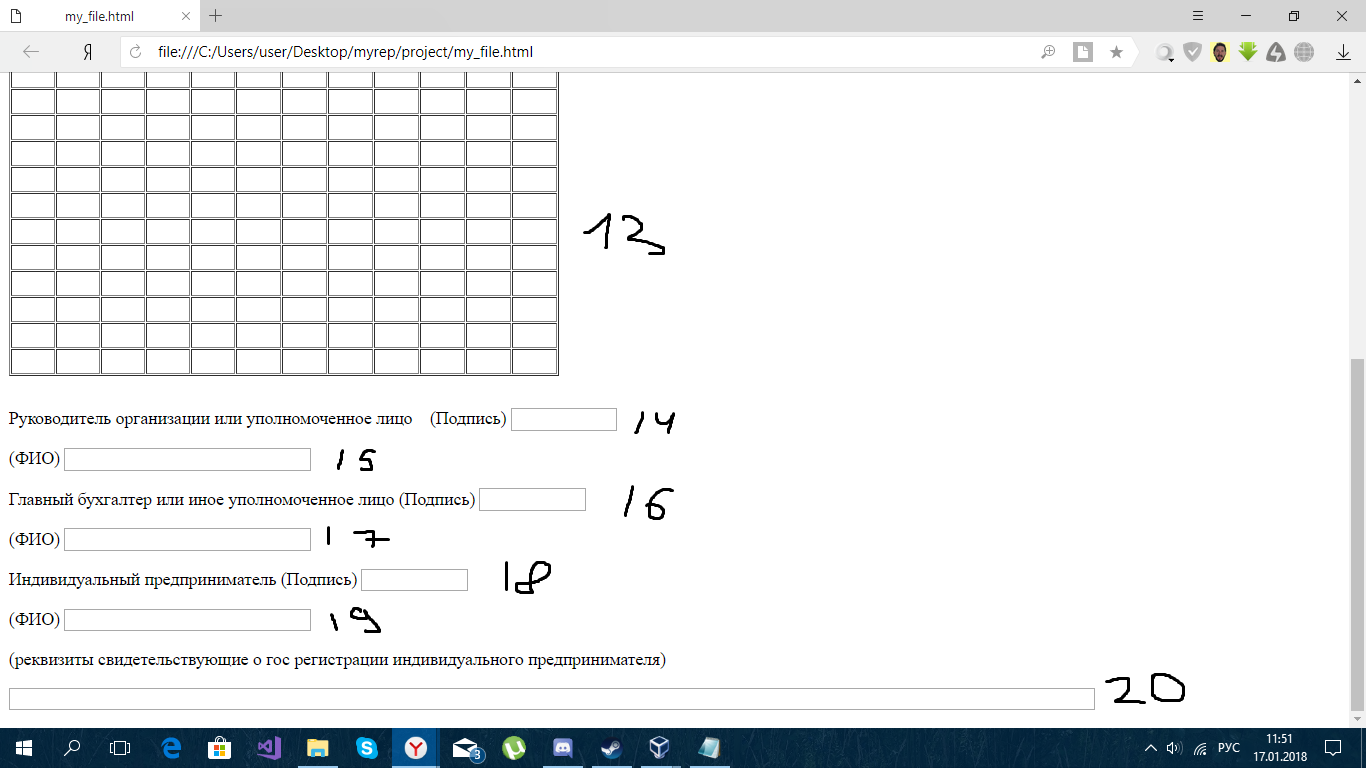 my_file.html
Я file:///C:/Users/user/Desktop/myrep/project/my_file.html
13
Руководитель организации или уполномоченное лицо (Подпись) 14
(ФИО) 15
Главный бухгалтер или иное уполномоченное лицо (Подпись) 16
(ФИО) 17
Индивидуальный предприниматель (Подпись) 18
(ФИО) 19
(реквизиты свидетельствующие о гос регистрации индивидуального предпринимателя)
20
3 РУС 11:51
17.01.2018